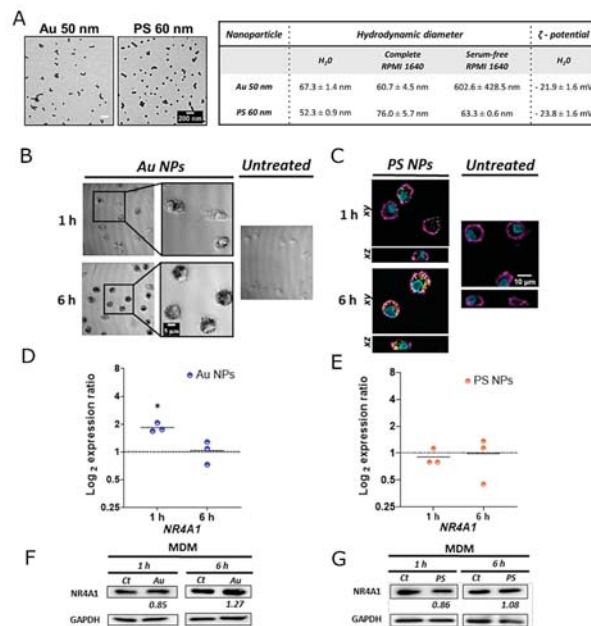 A
Au 50 nm PS 60 nm
200 nm
Nanoparticle Hydrodynamic diameter ζ - potential
H₂0 Complete RPMI 1640 Serum-free RPMI 1640 H₂0
Au 50 nm 67.3 ± 1.4 nm 60.7 ± 4.5 nm 602.6 ± 428.5 nm - 21.9 ± 1.6 mV
PS 60 nm 52.3 ± 0.9 nm 76.0 ± 5.7 nm 63.3 ± 0.6 nm - 23.8 ± 1.6 mV
B
Au NPs Untreated
1 h
6 h
C
PS NPs Untreated
1 h
xy
xz
10 µm
6 h
xy
xz
D
Au NPs
*
Log 2 expression ratio
8
4
2
1
0.5
0.25
1 h 6 h
NR4A1
E
PS NPs
Log 2 expression ratio
8
4
2
1
0.5
0.25
1 h 6 h
NR4A1
F
MDM
1 h 6 h
Ct Au Ct Au
NR4A1
0.85 1.27
GAPDH
G
MDM
1 h 6 h
Ct PS Ct PS
NR4A1
0.86 1.08
GAPDH